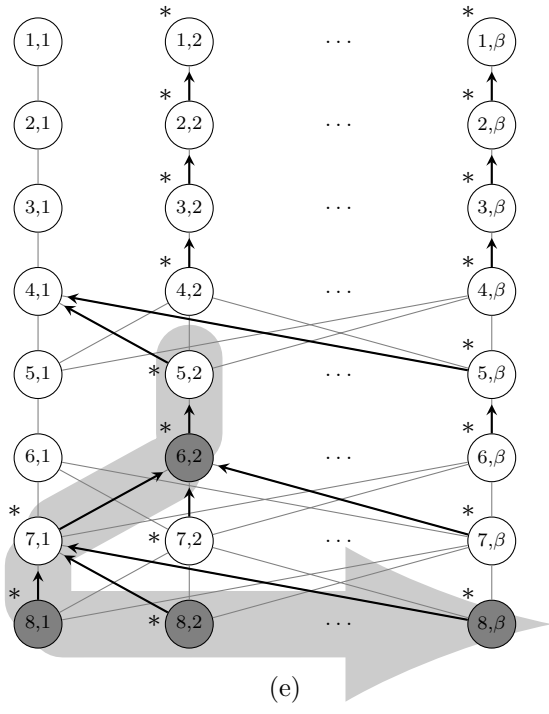 * *
1,1 1,2 ··· 1,β
* *
2,1 2,2 ··· 2,β
* *
3,1 3,2 ··· 3,β
* *
4,1 4,2 ··· 4,β
*
5,1 * 5,2 ··· 5,β
* *
6,1 6,2 ··· 6,β
* *
7,1 * 7,2 ··· 7,β
* *
8,1 * 8,2 ··· 8,β
(e)